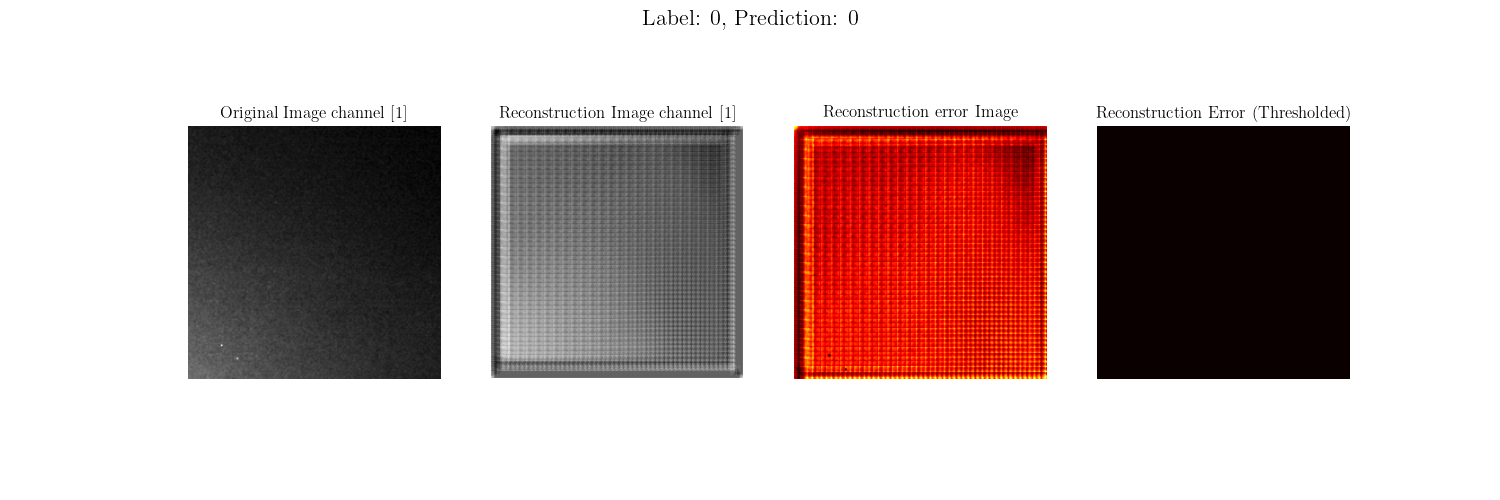 Label: 0, Prediction: 0
Original Image channel [1]
Reconstruction Image channel [1]
Reconstruction error Image
Reconstruction Error (Thresholded)